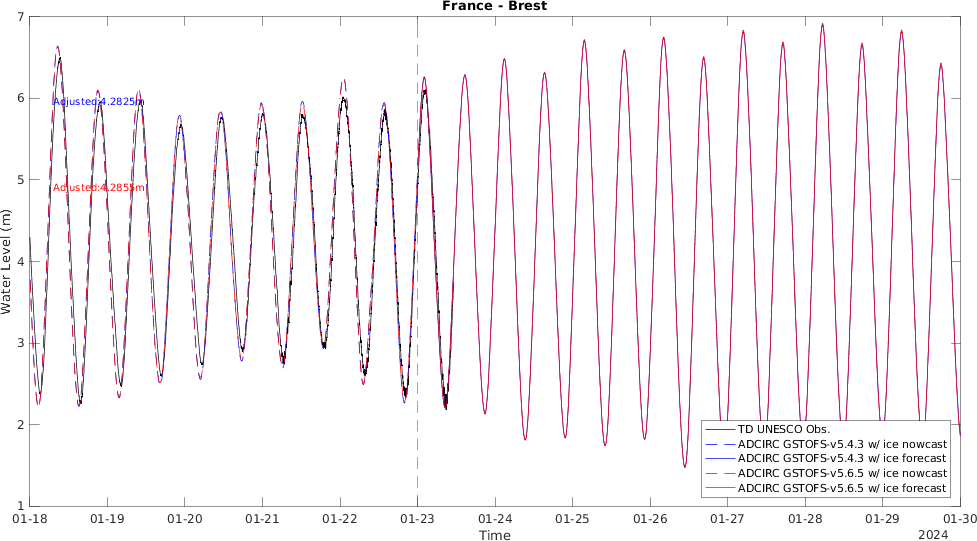 France - Brest
7
6
5
4
3
2
1
Water Level (m)
Adjusted:4.2825m
Adjusted:4.2855m
TD UNESCO Obs.
ADCIRC GSTOFS-v5.4.3 w/ ice nowcast
ADCIRC GSTOFS-v5.4.3 w/ ice forecast
ADCIRC GSTOFS-v5.6.5 w/ ice nowcast
ADCIRC GSTOFS-v5.6.5 w/ ice forecast
01-18 01-19 01-20 01-21 01-22 01-23 01-24 01-25 01-26 01-27 01-28 01-29 01-30
Time
2024